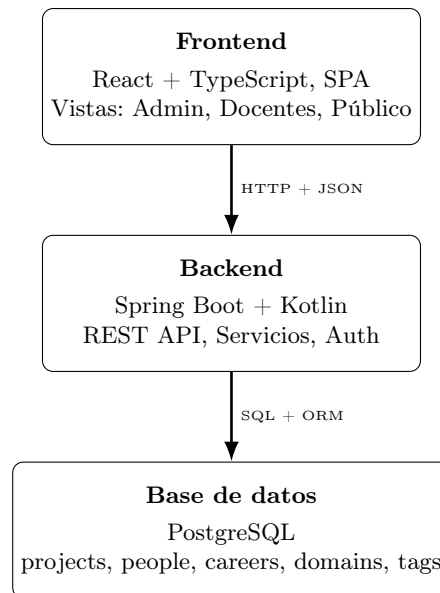 Frontend
React + TypeScript, SPA
Vistas: Admin, Docentes, Público
HTTP + JSON
Backend
Spring Boot + Kotlin
REST API, Servicios, Auth
SQL + ORM
Base de datos
PostgreSQL
projects, people, careers, domains, tags